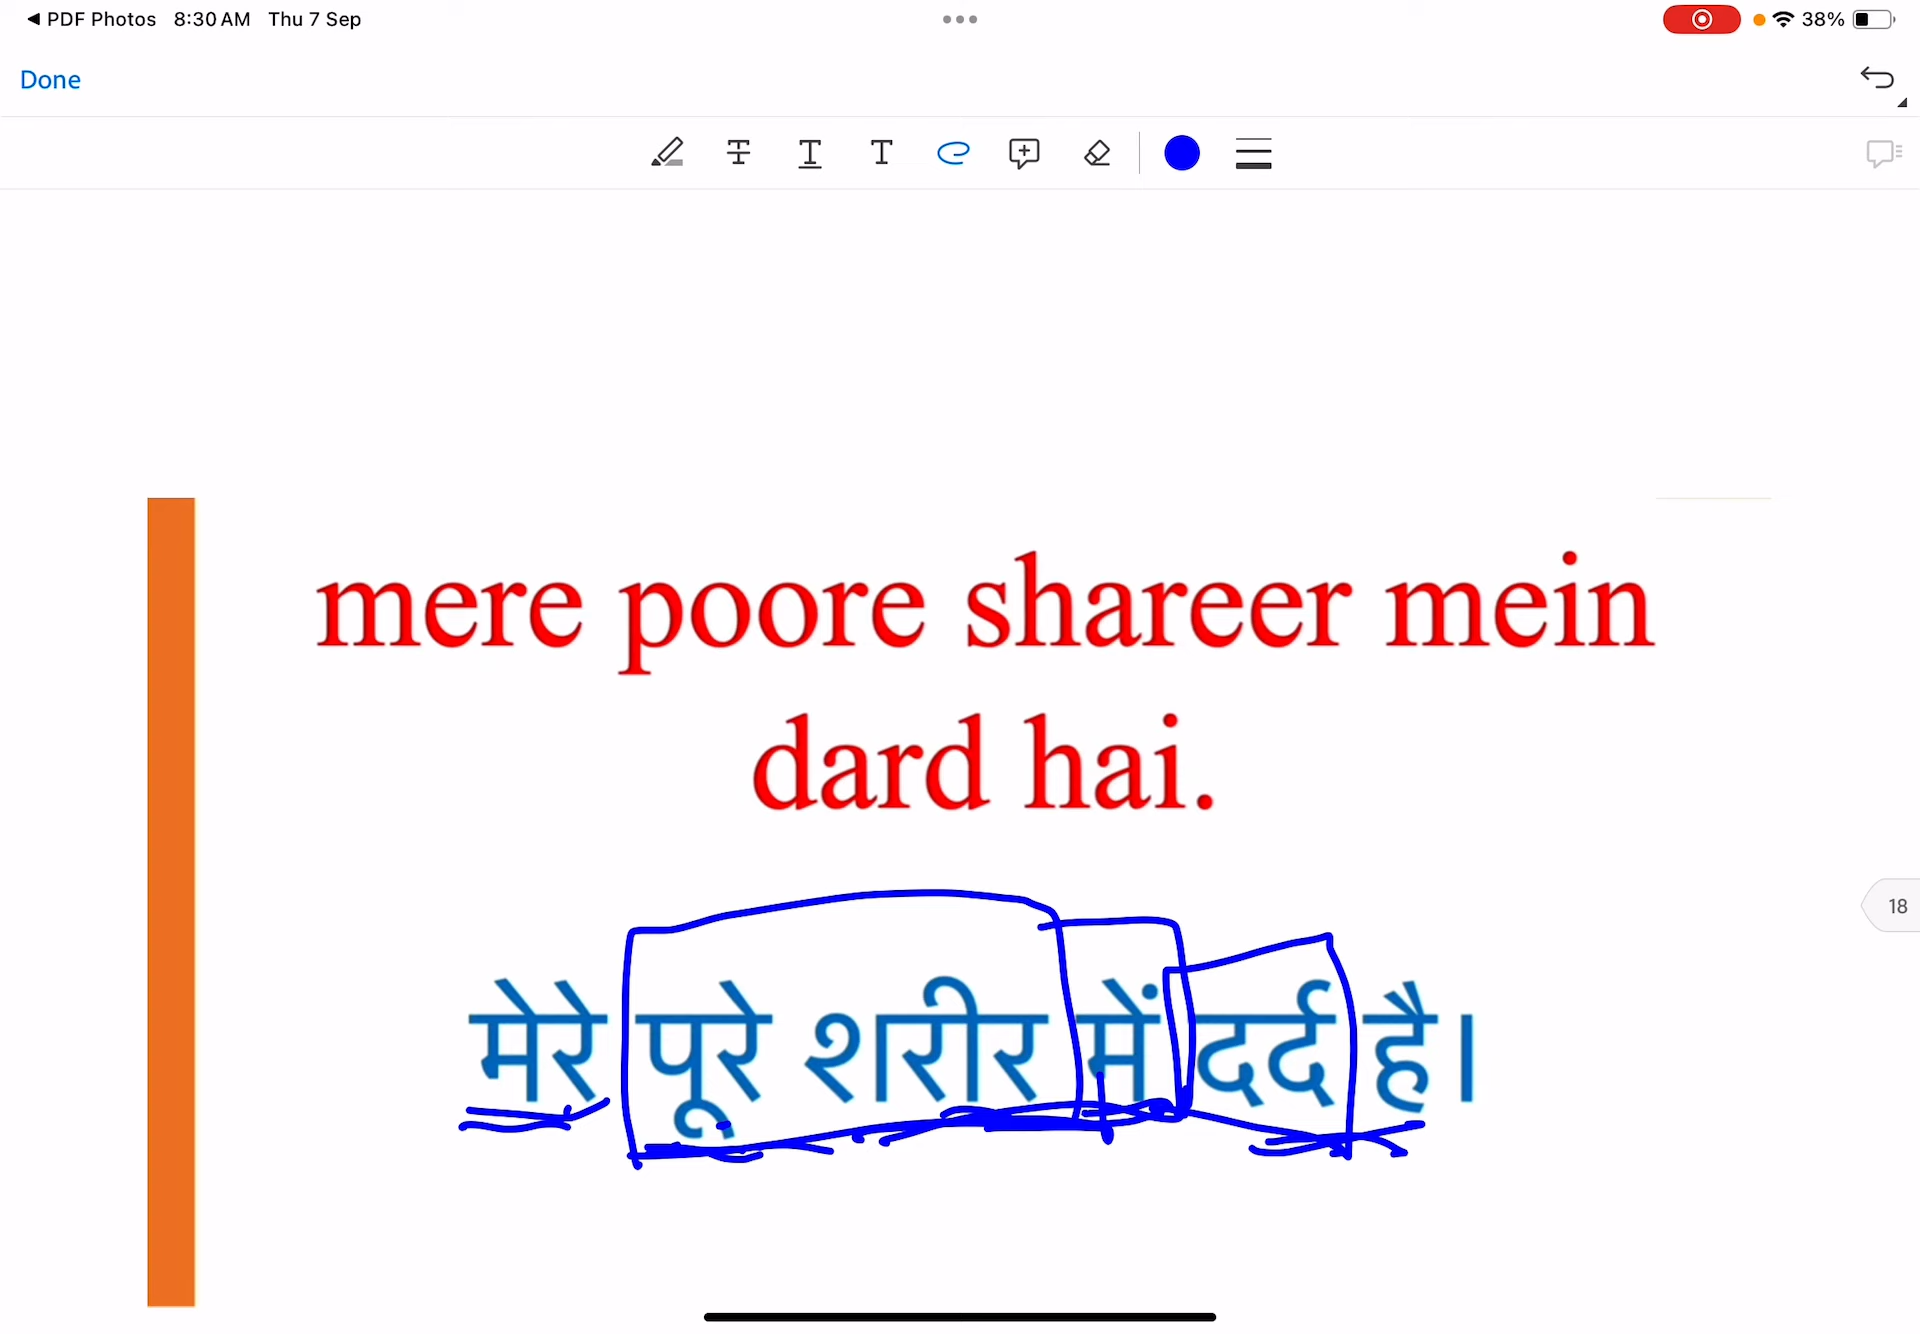 ◀ PDF Photos 8:30 AM Thu 7 Sep
38%
Done
T T T
18
mere poore shareer mein
dard hai.
मेरे पूरे शरीर में दर्द है।